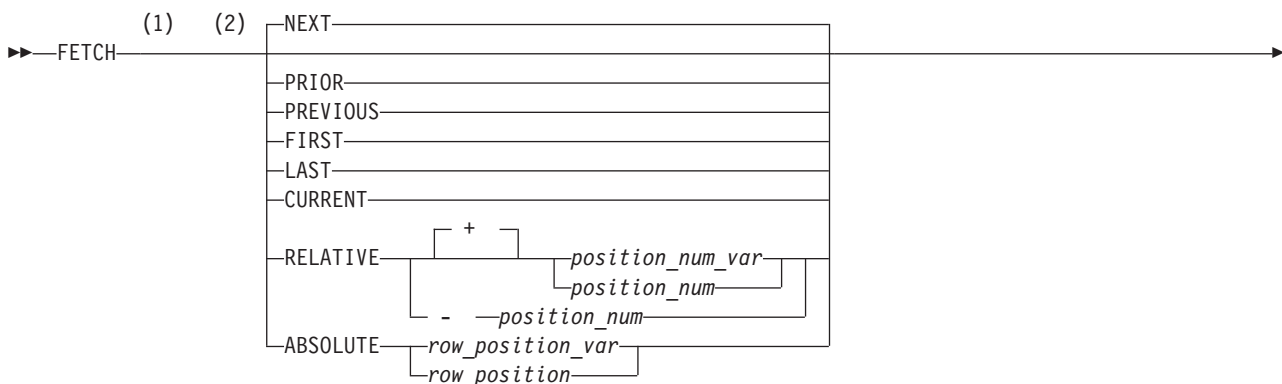 (1) (2) NEXT
FETCH
PRIOR
PREVIOUS
FIRST
LAST
CURRENT
+
RELATIVE position_num_var
position_num
- position_num
ABSOLUTE row_position_var
row_position